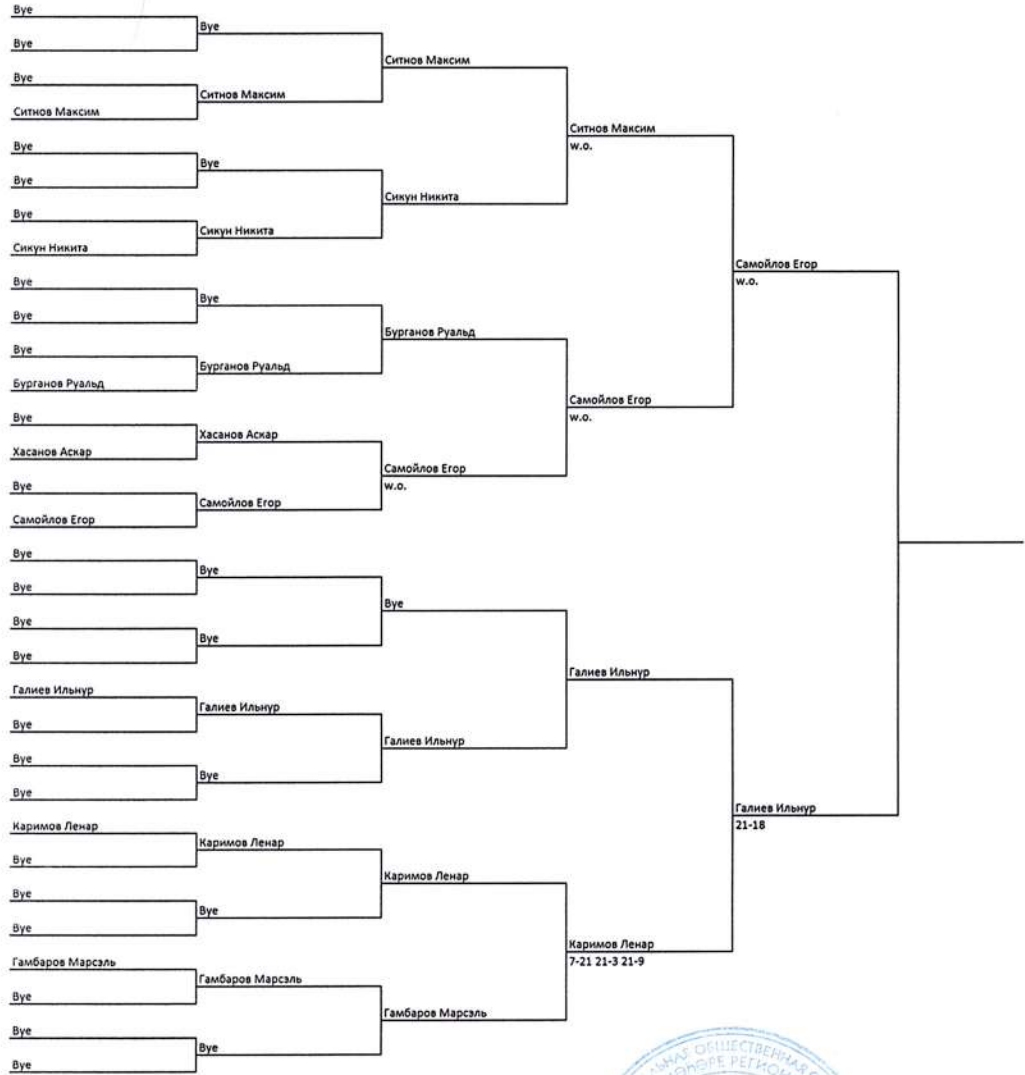 Bye
Bye
Bye
Bye
Ситнов Максим
Bye
Ситнов Максим
Ситнов Максим
Ситнов Максим
w.o.
Bye
Bye
Bye
Сикун Никита
Bye
Сикун Никита
Сикун Никита
Самойлов Егор
w.o.
Bye
Bye
Bye
Бурганов Руальд
Bye
Бурганов Руальд
Бурганов Руальд
Самойлов Егор
w.o.
Bye
Хасанов Аскар
Хасанов Аскар
Самойлов Егор
w.o.
Bye
Самойлов Егор
Самойлов Егор
Bye
Bye
Bye
Bye
Bye
Bye
Bye
Галиев Ильнур
Галиев Ильнур
Галиев Ильнур
Bye
Галиев Ильнур
Bye
Bye
Bye
Галиев Ильнур
21-18
Каримов Ленар
Каримов Ленар
Bye
Каримов Ленар
Bye
Bye
Bye
Каримов Ленар
7-21 21-3 21-9
Гамбаров Марсэль
Гамбаров Марсэль
Bye
Гамбаров Марсэль
Bye
Bye
Bye